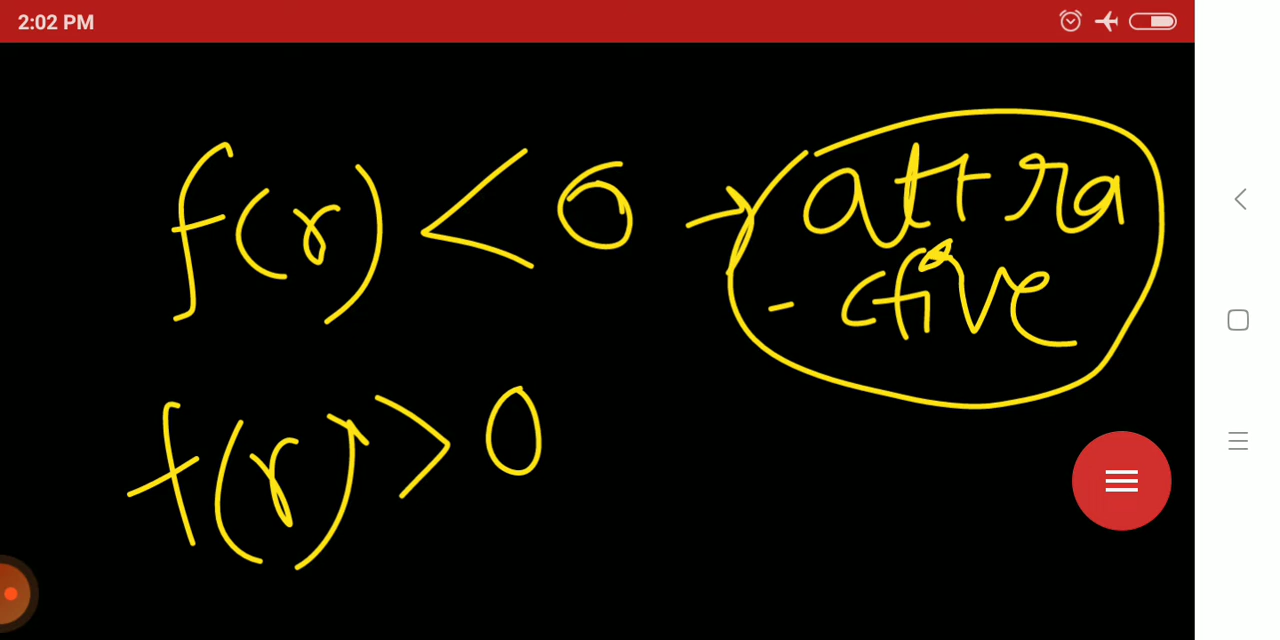 2:02 PM
f(r) < 0 → attra
- ctive
f(r) > 0